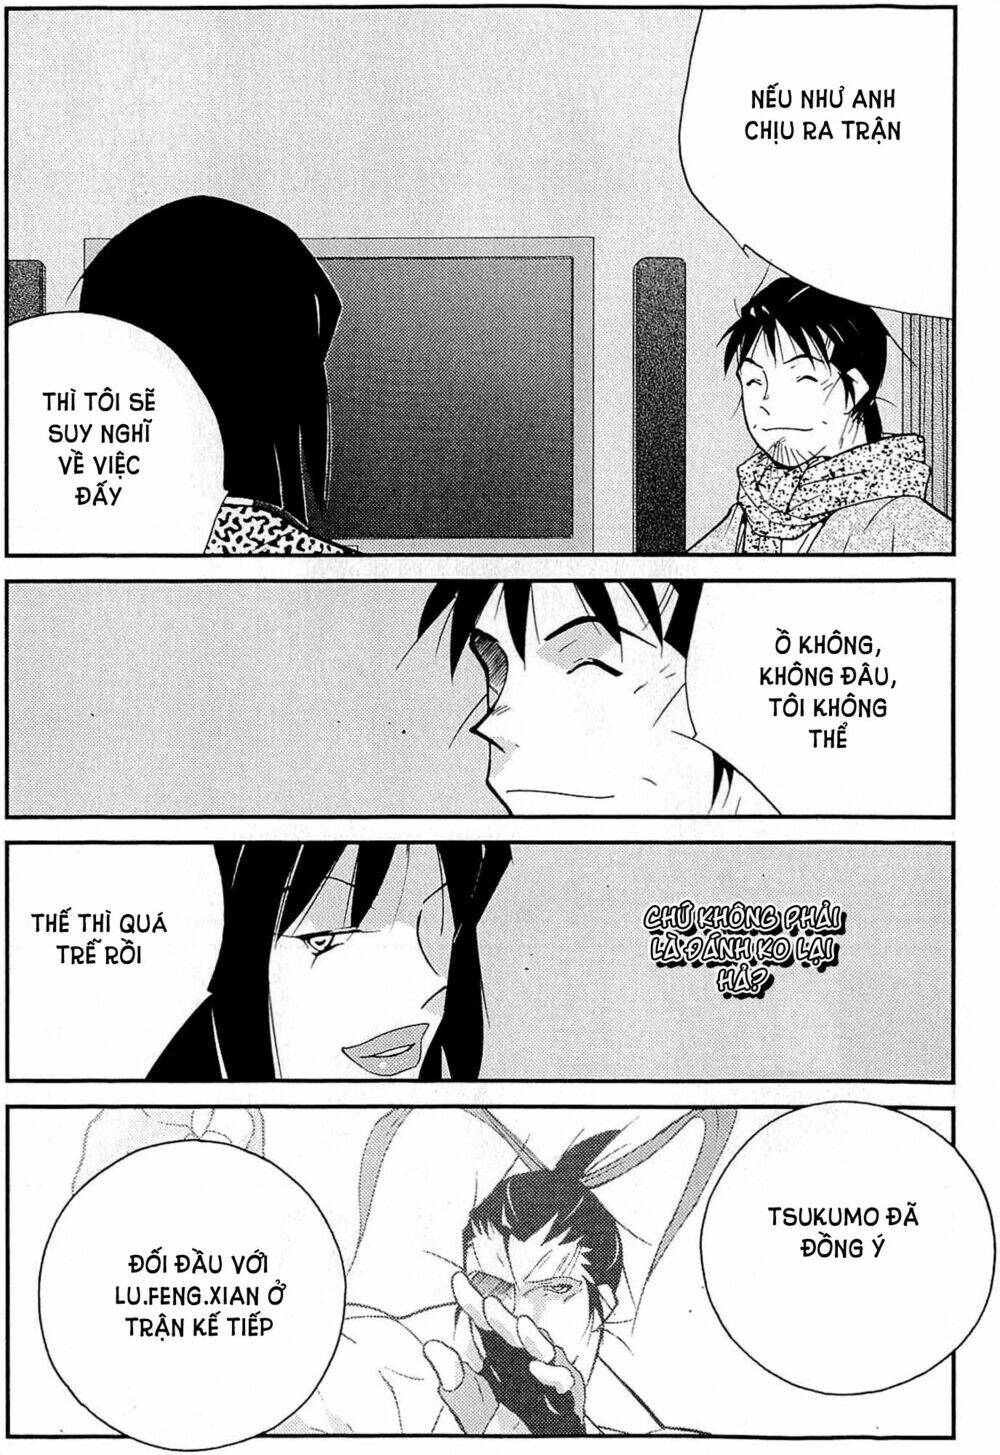 NẾU NHƯ ANH
CHỊU RA TRẬN
THÌ TÔI SẼ
SUY NGHĨ
VỀ VIỆC
ĐẤY
Ồ KHÔNG,
KHÔNG ĐÂU,
TÔI KHÔNG
THỂ
CHỨ KHÔNG PHẢI
LÀ ĐÁNH KO LẠI
HẢ?
THẾ THÌ QUÁ
TRỄ RỒI
TSUKUMO ĐÃ
ĐỒNG Ý
ĐỐI ĐẦU VỚI
LU.FENG.XIAN Ở
TRẬN KẾ TIẾP